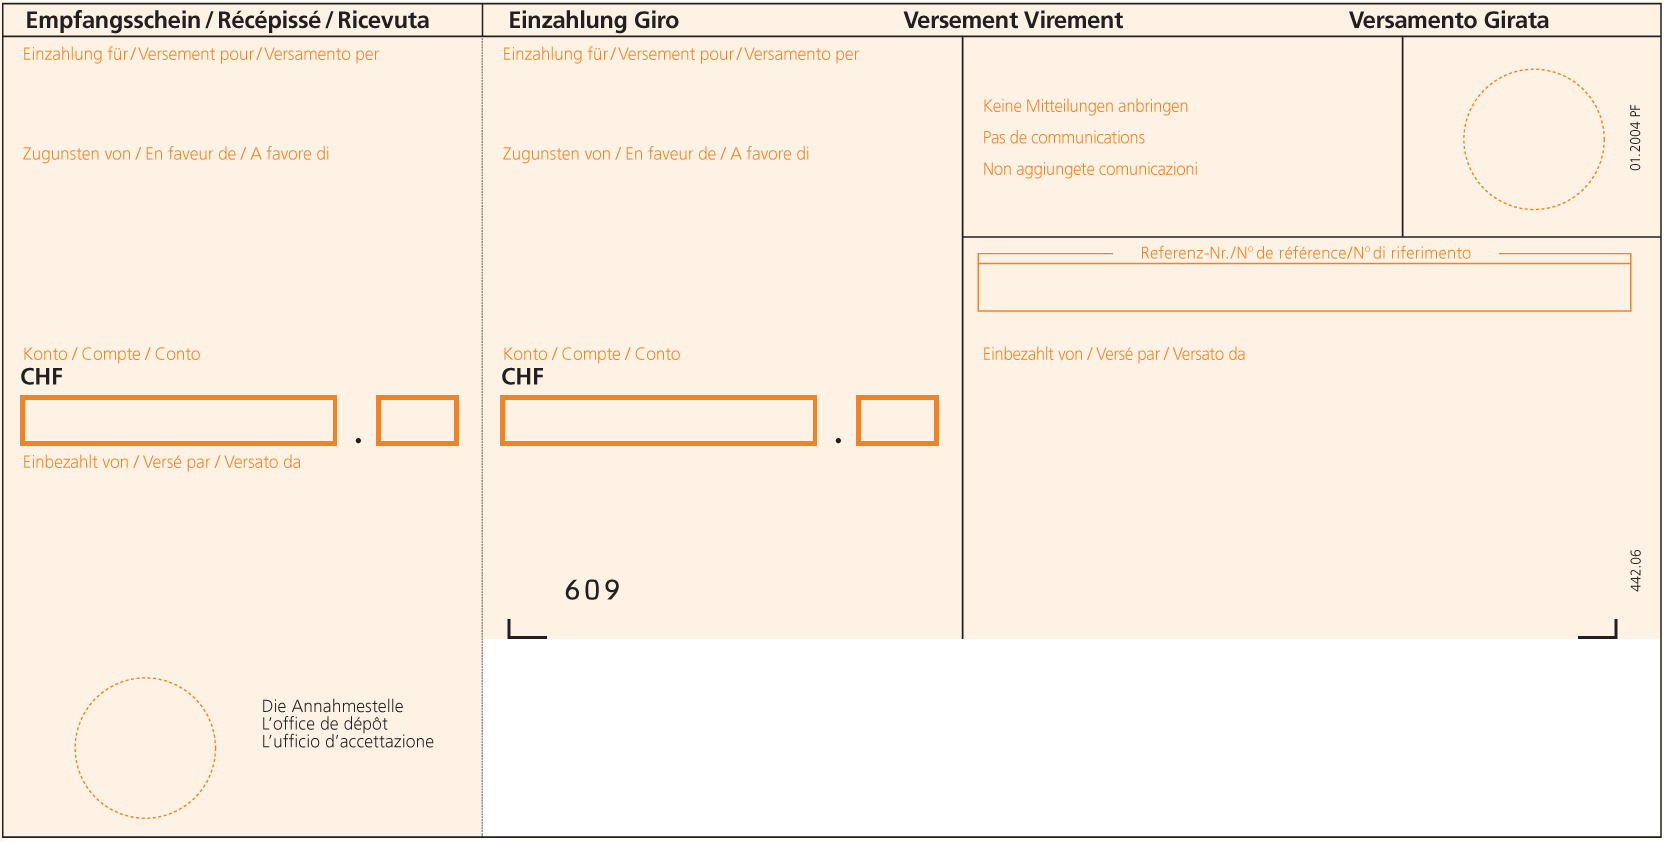 Empfangsschein / Récépissé / Ricevuta
Einzahlung für / Versement pour / Versamento per
Zugunsten von / En faveur de / A favore di
Konto / Compte / Conto
CHF
.
Einbezahlt von / Versé par / Versato da
Die Annahmestelle
L’office de dépôt
L’ufficio d’accettazione
Einzahlung Giro
Versement Virement
Versamento Girata
Einzahlung für / Versement pour / Versamento per
Zugunsten von / En faveur de / A favore di
Konto / Compte / Conto
CHF
.
609
Keine Mitteilungen anbringen
Pas de communications
Non aggiungete comunicazioni
01.2004 PF
Referenz-Nr./Nº de référence/Nº di riferimento
Einbezahlt von / Versé par / Versato da
442.06